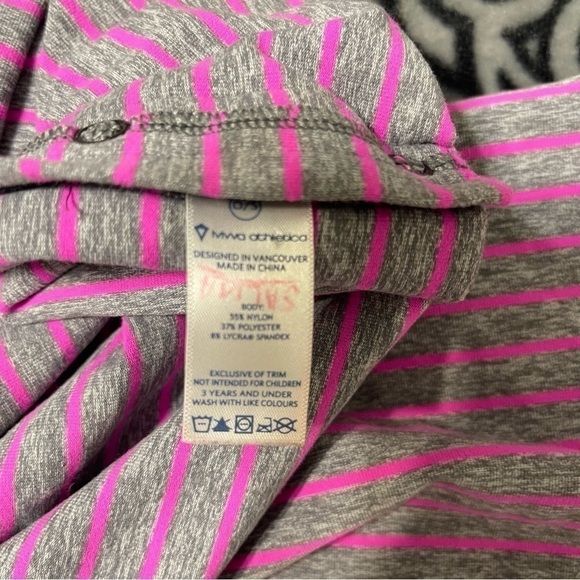 ivivva athletica
DESIGNED IN VANCOUVER
MADE IN CHINA
BODY:
55% NYLON
37% POLYESTER
8% LYCRA® SPANDEX
EXCLUSIVE OF TRIM
NOT INTENDED FOR CHILDREN
3 YEARS AND UNDER
WASH WITH LIKE COLOURS